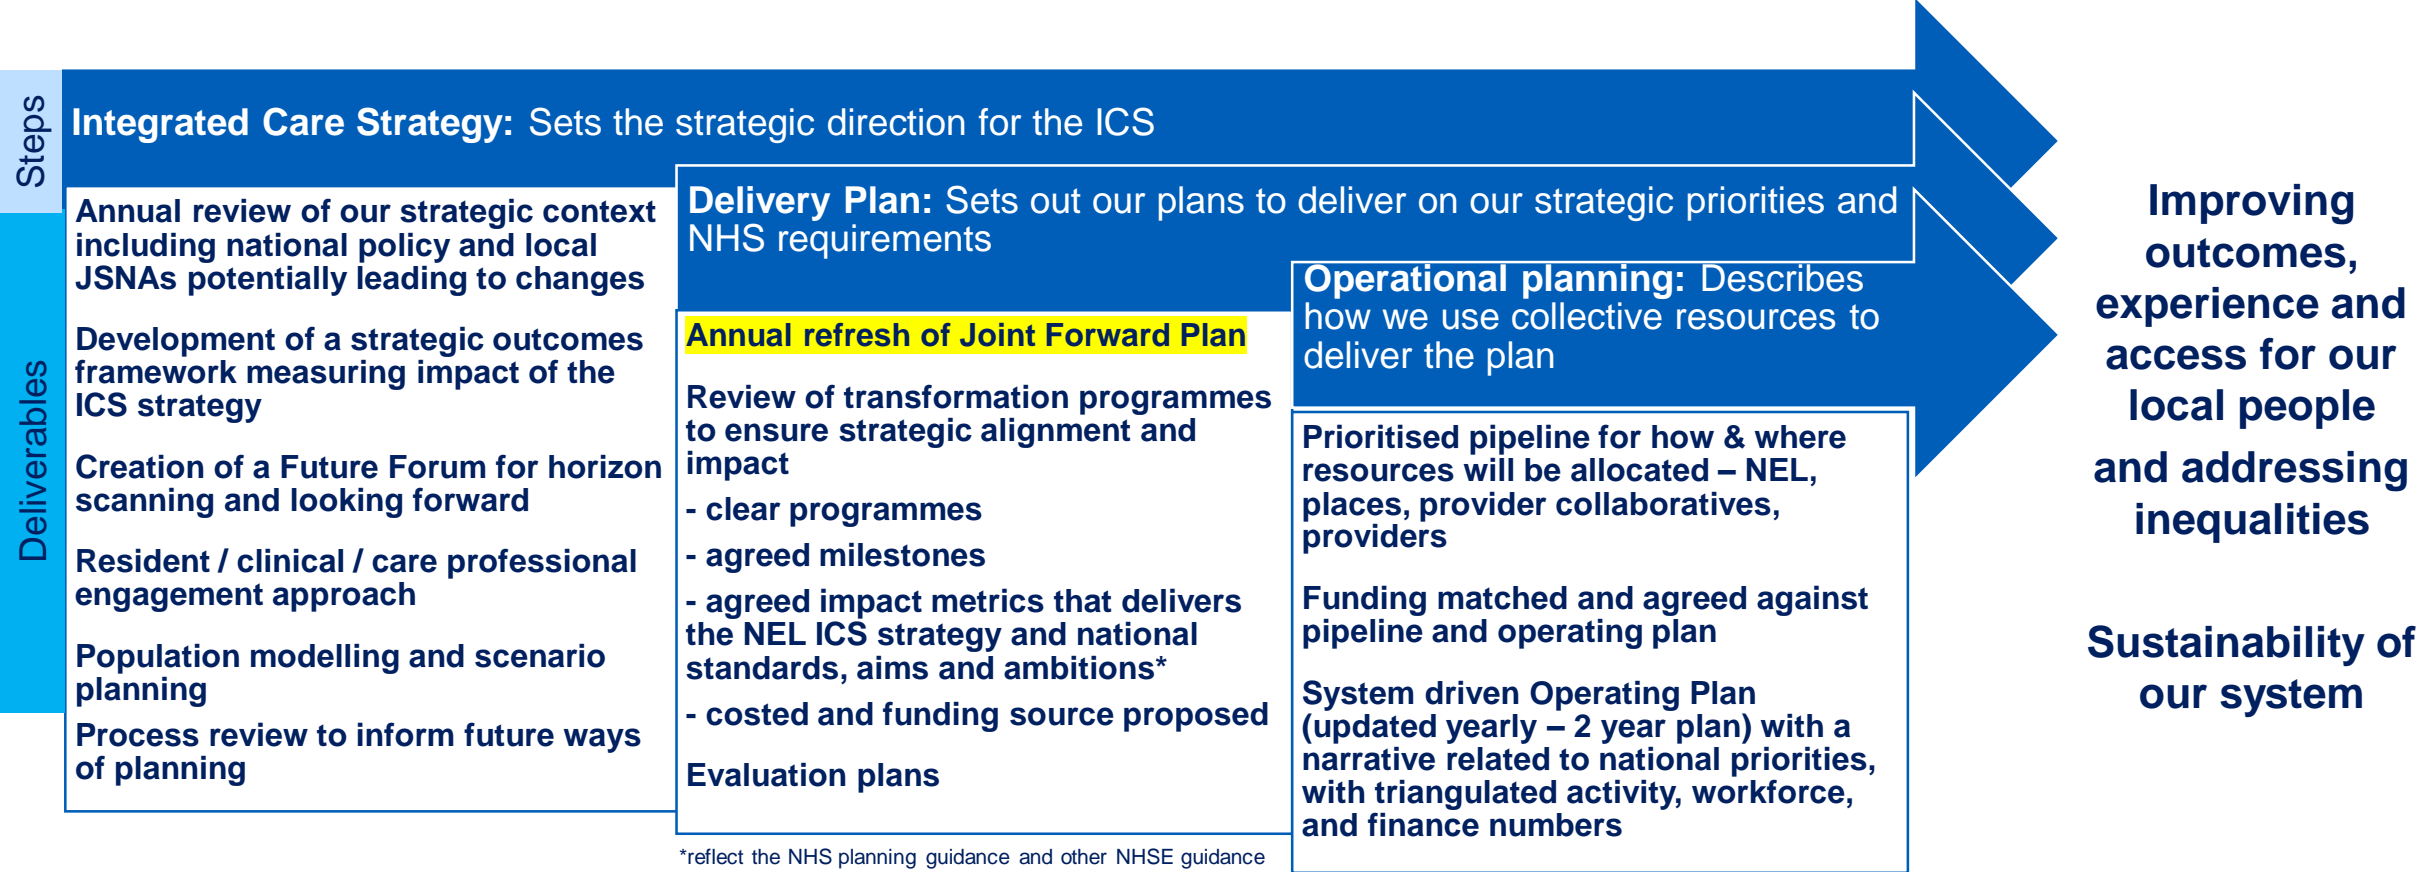 Steps
Integrated Care Strategy: Sets the strategic direction for the ICS
Deliverables
Annual review of our strategic context
including national policy and local
JSNAs potentially leading to changes
Development of a strategic outcomes
framework measuring impact of the
ICS strategy
Creation of a Future Forum for horizon
scanning and looking forward
Resident / clinical / care professional
engagement approach
Population modelling and scenario
planning
Process review to inform future ways
of planning
Delivery Plan: Sets out our plans to deliver on our strategic priorities and
NHS requirements
Annual refresh of Joint Forward Plan
Review of transformation programmes
to ensure strategic alignment and
impact
- clear programmes
- agreed milestones
- agreed impact metrics that delivers
the NEL ICS strategy and national
standards, aims and ambitions*
- costed and funding source proposed
Evaluation plans
*reflect the NHS planning guidance and other NHSE guidance
Operational planning: Describes
how we use collective resources to
deliver the plan
Prioritised pipeline for how & where
resources will be allocated – NEL,
places, provider collaboratives,
providers
Funding matched and agreed against
pipeline and operating plan
System driven Operating Plan
(updated yearly – 2 year plan) with a
narrative related to national priorities,
with triangulated activity, workforce,
and finance numbers
Improving
outcomes,
experience and
access for our
local people
and addressing
inequalities
Sustainability of
our system